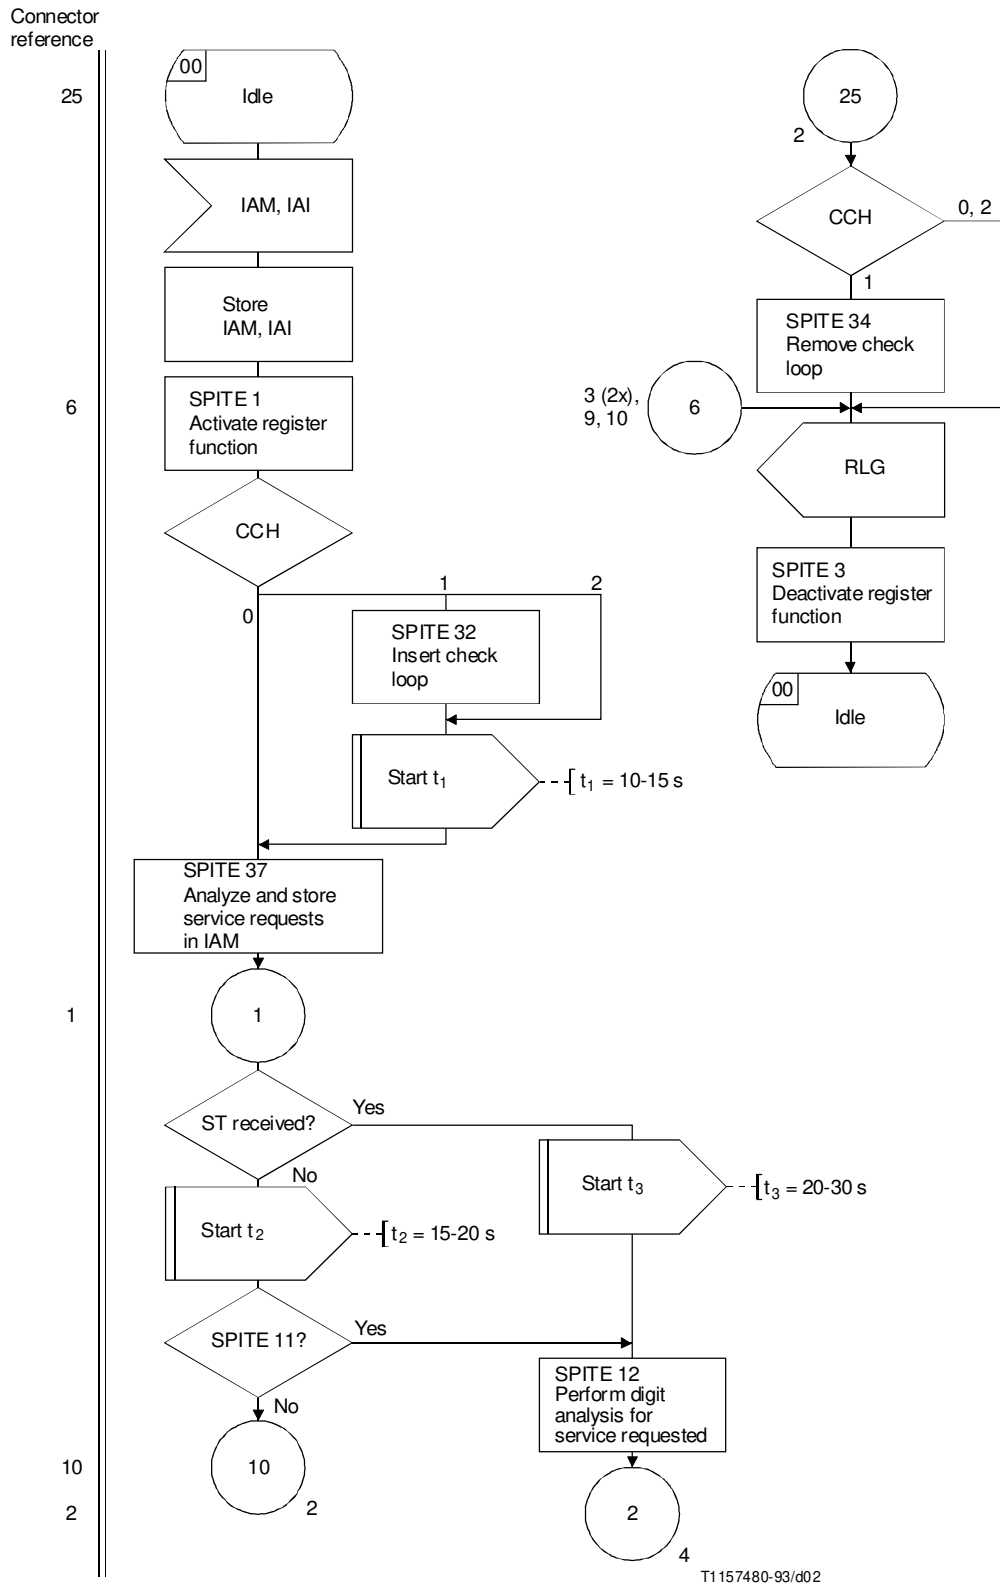 Connector
reference
25
6
1
10
2
00
Idle
IAM, IAI
Store
IAM, IAI
SPITE 1
Activate register
function
CCH
0
1
2
SPITE 32
Insert check
loop
Start t1
t1 = 10-15 s
SPITE 37
Analyze and store
service requests
in IAM
1
ST received?
Yes
No
Start t2
t2 = 15-20 s
Start t3
t3 = 20-30 s
SPITE 11?
Yes
No
10
2
SPITE 12
Perform digit
analysis for
service requested
2
4
25
2
CCH
0, 2
1
SPITE 34
Remove check
loop
3 (2x),
9, 10
6
RLG
SPITE 3
Deactivate register
function
00
Idle
T1157480-93/d02